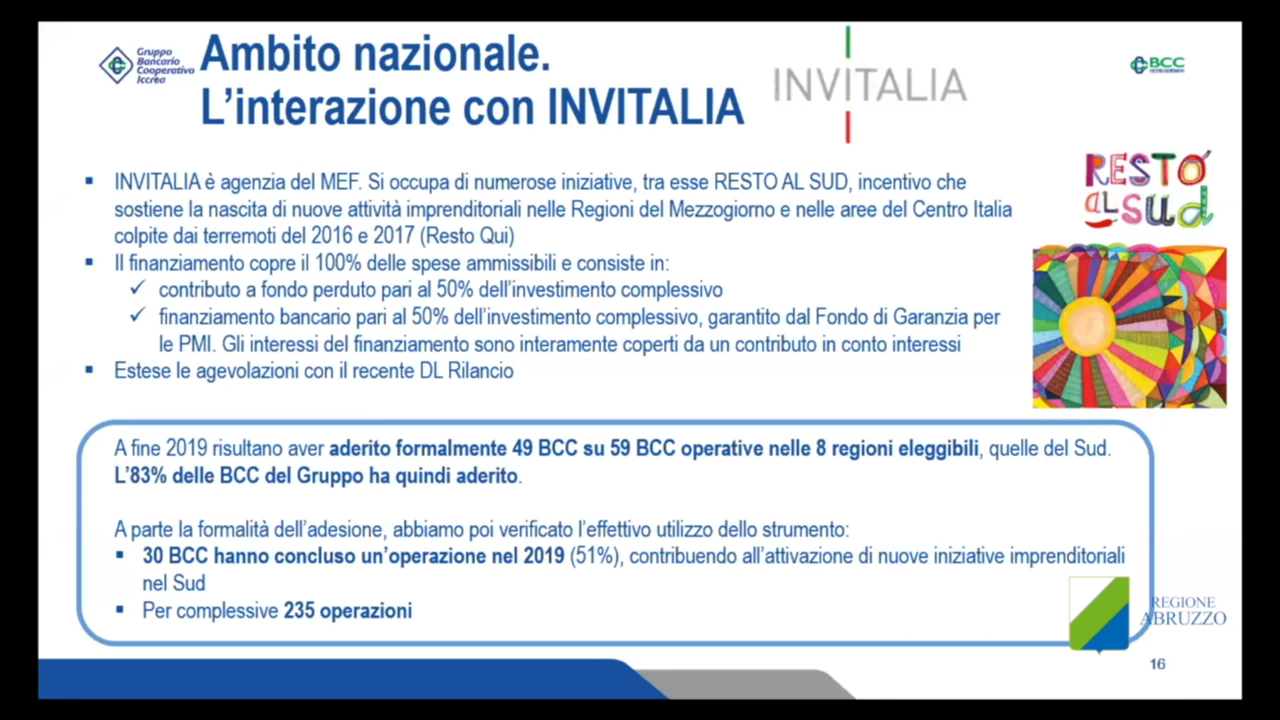 Gruppo
Bancario
Cooperativo
Iccrea
Ambito nazionale.
L'interazione con INVITALIA
INVITALIA
BCC
RESTO
AL SUD
▪ INVITALIA è agenzia del MEF. Si occupa di numerose iniziative, tra esse RESTO AL SUD, incentivo che
sostiene la nascita di nuove attività imprenditoriali nelle Regioni del Mezzogiorno e nelle aree del Centro Italia
colpite dai terremoti del 2016 e 2017 (Resto Qui)
▪ Il finanziamento copre il 100% delle spese ammissibili e consiste in:
✓ contributo a fondo perduto pari al 50% dell'investimento complessivo
✓ finanziamento bancario pari al 50% dell'investimento complessivo, garantito dal Fondo di Garanzia per
le PMI. Gli interessi del finanziamento sono interamente coperti da un contributo in conto interessi
▪ Estese le agevolazioni con il recente DL Rilancio
A fine 2019 risultano aver aderito formalmente 49 BCC su 59 BCC operative nelle 8 regioni eleggibili, quelle del Sud.
L'83% delle BCC del Gruppo ha quindi aderito.
A parte la formalità dell'adesione, abbiamo poi verificato l'effettivo utilizzo dello strumento:
▪ 30 BCC hanno concluso un'operazione nel 2019 (51%), contribuendo all'attivazione di nuove iniziative imprenditoriali
nel Sud
▪ Per complessive 235 operazioni
REGIONE
ABRUZZO
16